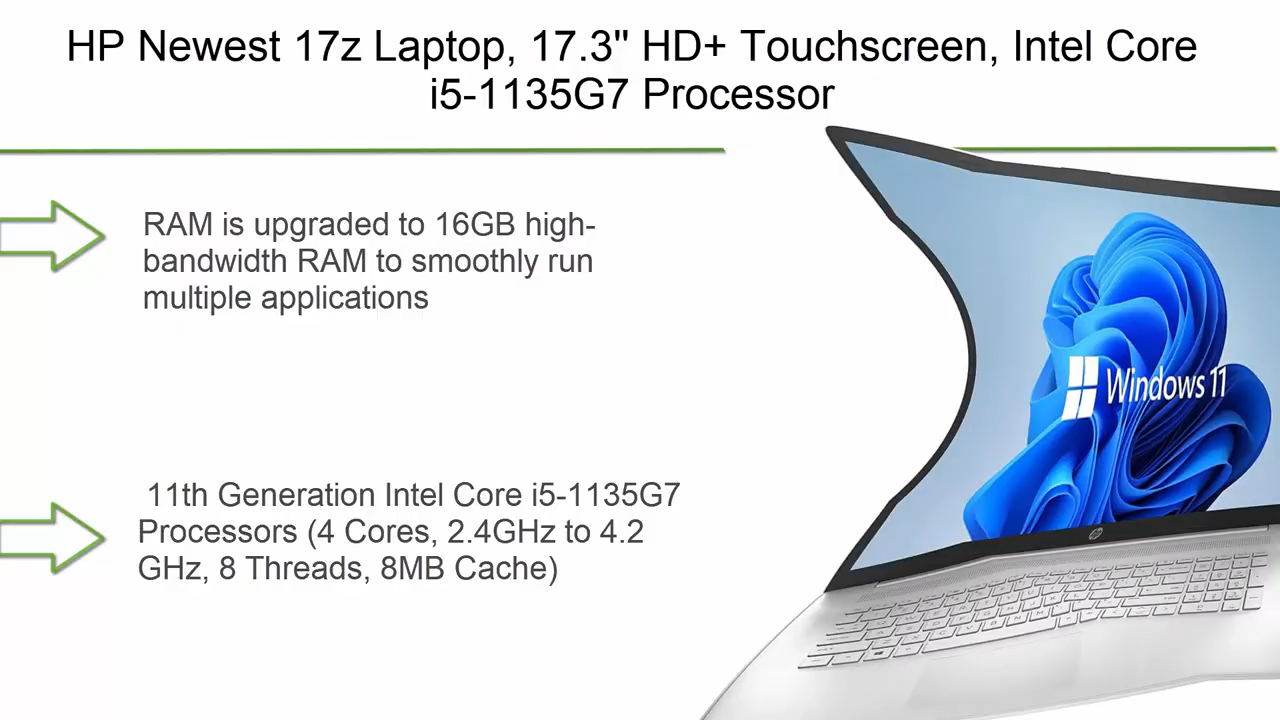 HP Newest 17z Laptop, 17.3" HD+ Touchscreen, Intel Core
i5-1135G7 Processor
RAM is upgraded to 16GB high-
bandwidth RAM to smoothly run
multiple applications
Windows 11
hp
11th Generation Intel Core i5-1135G7
Processors (4 Cores, 2.4GHz to 4.2
GHz, 8 Threads, 8MB Cache)